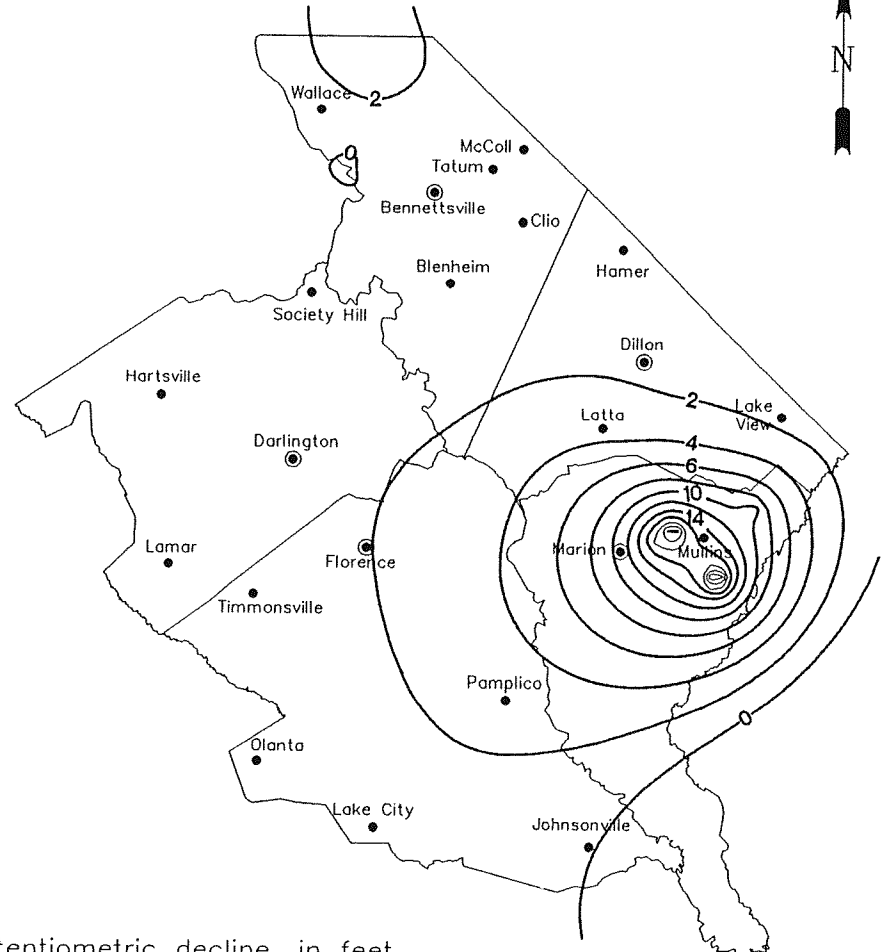 N
Wallace
2
0
McColl
Tatum
Bennettsville
Clio
Blenheim
Hamer
Society Hill
Dillon
Hartsville
2
Lake
View
Latta
Darlington
4
6
10
14
Lamar
Florence
Marion
Mullins
Timmonsville
Pamplico
0
Olanta
Lake City
Johnsonville
tentiometric decline, in feet